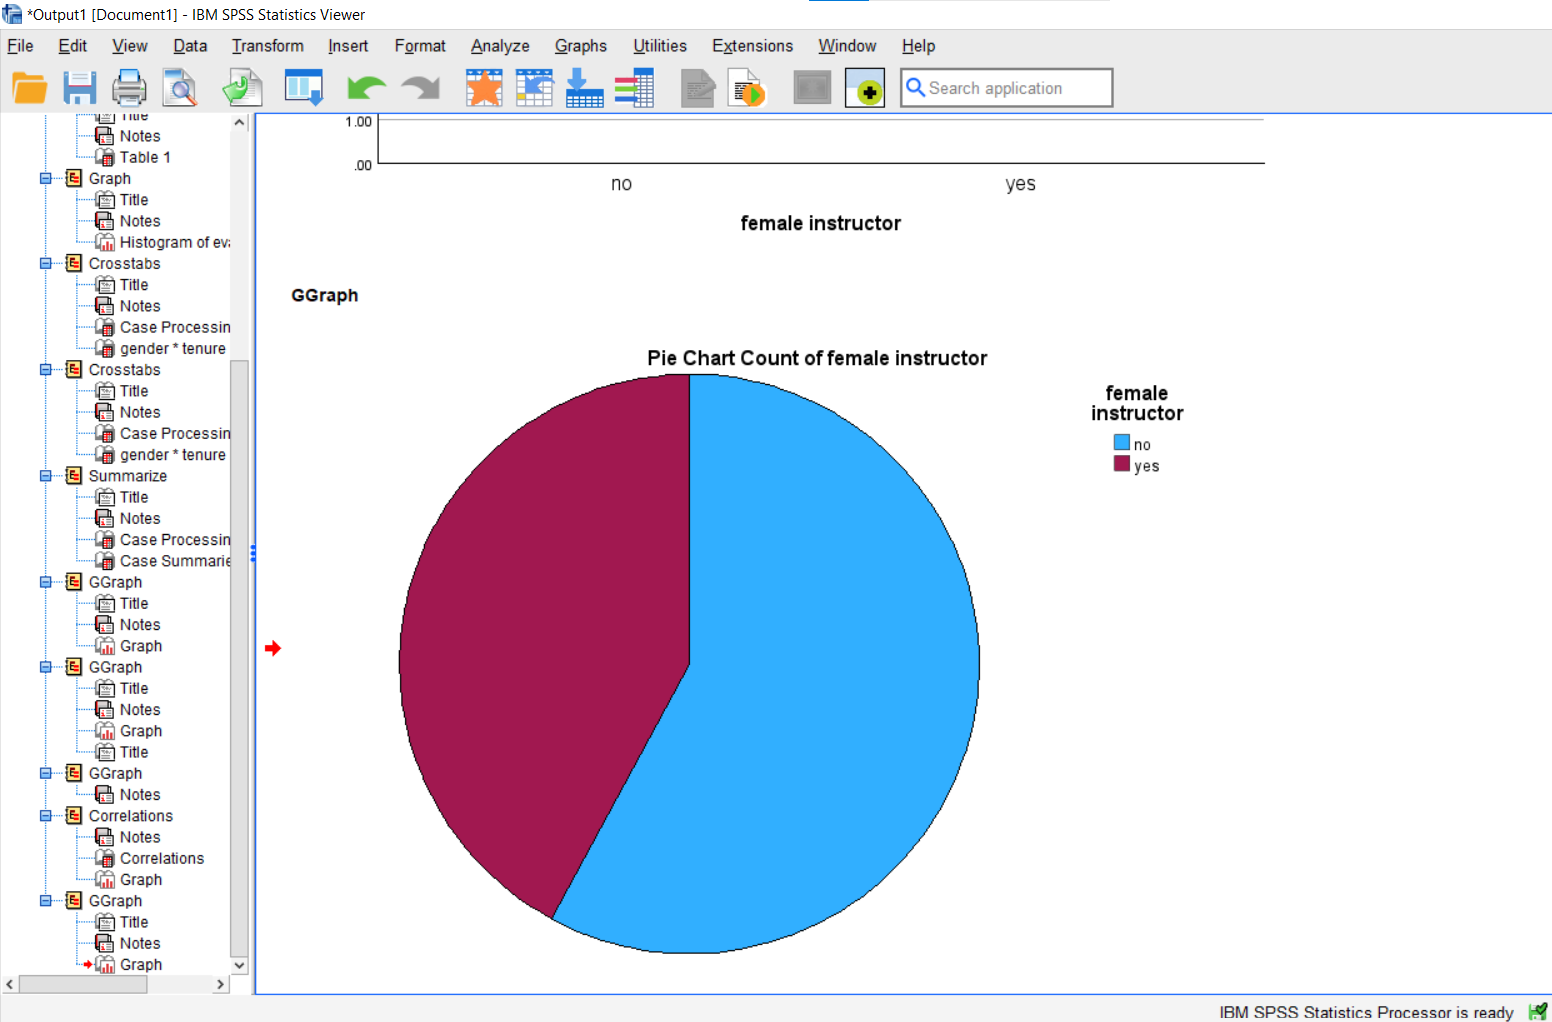 *Output1 [Document1] - IBM SPSS Statistics Viewer
File Edit View Data Transform Insert Format Analyze Graphs Utilities Extensions Window Help
Search application
Title
Notes
Table 1
Graph
Title
Notes
Histogram of eva
Crosstabs
Title
Notes
Case Processin
gender * tenure
Crosstabs
Title
Notes
Case Processin
gender * tenure
Summarize
Title
Notes
Case Processin
Case Summarie
GGraph
Title
Notes
Graph
GGraph
Title
Notes
Graph
Title
GGraph
Notes
Correlations
Notes
Correlations
Graph
GGraph
Title
Notes
Graph
1.00
.00
no yes
female instructor
GGraph
Pie Chart Count of female instructor
female
instructor
no
yes
IBM SPSS Statistics Processor is ready